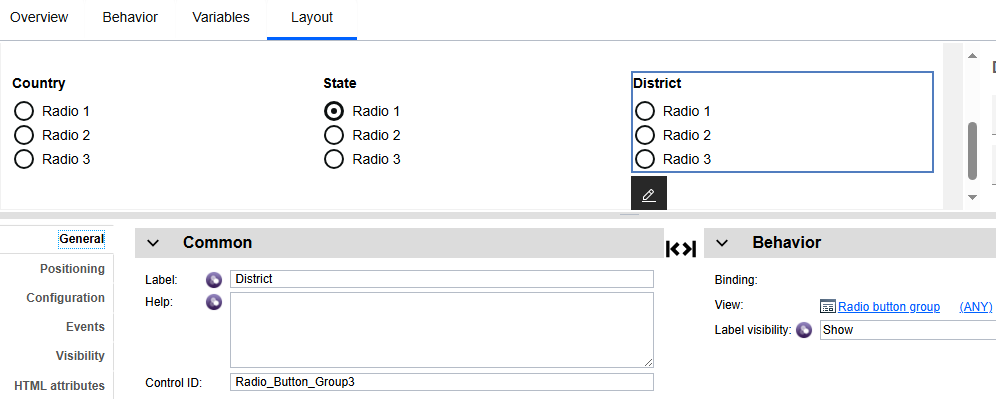 Overview Behavior Variables Layout
Country State District
Radio 1 Radio 1 Radio 1
Radio 2 Radio 2 Radio 2
Radio 3 Radio 3 Radio 3
General
Positioning
Configuration
Events
Visibility
HTML attributes
Common
Label: District
Help:
Control ID: Radio_Button_Group3
Behavior
Binding:
View: Radio button group (ANY)
Label visibility: Show